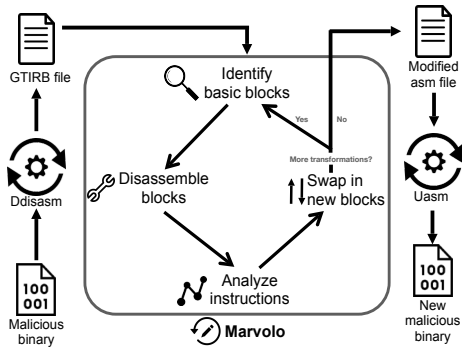 GTIRB file
Ddisasm
100
001
Malicious
binary
Identify
basic blocks
Yes
No
More transformations?
Disassemble
blocks
Swap in
new blocks
Analyze
instructions
Marvolo
Modified
asm file
Uasm
100
001
New
malicious
binary